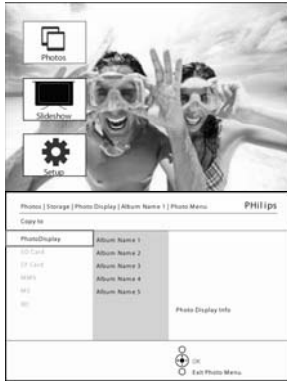 Photos
Slideshow
Setup
Photos | Storage | Photo Display | Album Name 1 | Photo Menu
PHilips
Copy to
PhotoDisplay
Album Name 1
SD Card
Album Name 2
CF Card
Album Name 3
MMS
Album Name 4
MS
Album Name 5
Photo Display Info
OK
Exit Photo Menu